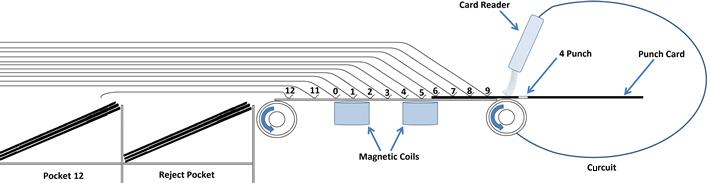 Card Reader
4 Punch
Punch Card
12 11 0 1 2 3 4 5 6 7 8 9
Magnetic Coils
Curcuit
Pocket 12
Reject Pocket